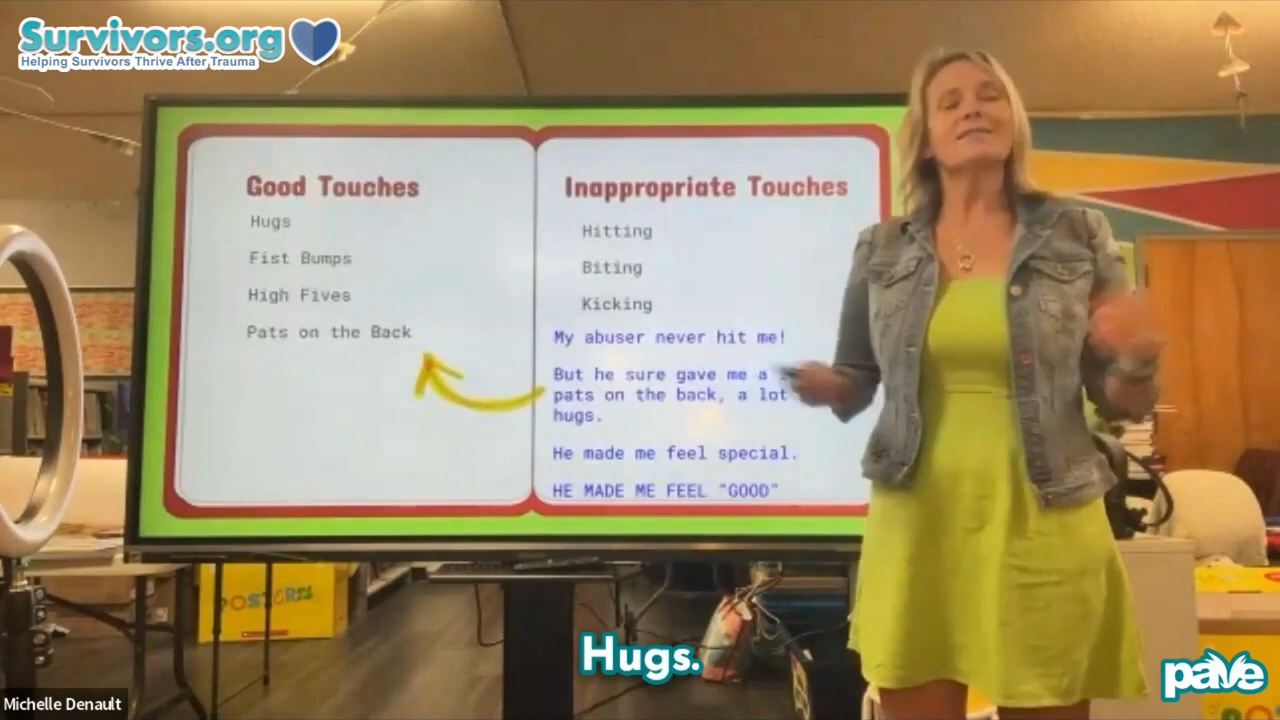 Survivors.org
Helping Survivors Thrive After Trauma
Good Touches
Hugs
Fist Bumps
High Fives
Pats on the Back
Inappropriate Touches
Hitting
Biting
Kicking
My abuser never hit me!
But he sure gave me a
pats on the back, a lot
hugs.
He made me feel special.
HE MADE ME FEEL "GOOD"
POSTERS
Hugs.
Michelle Denault
paVe